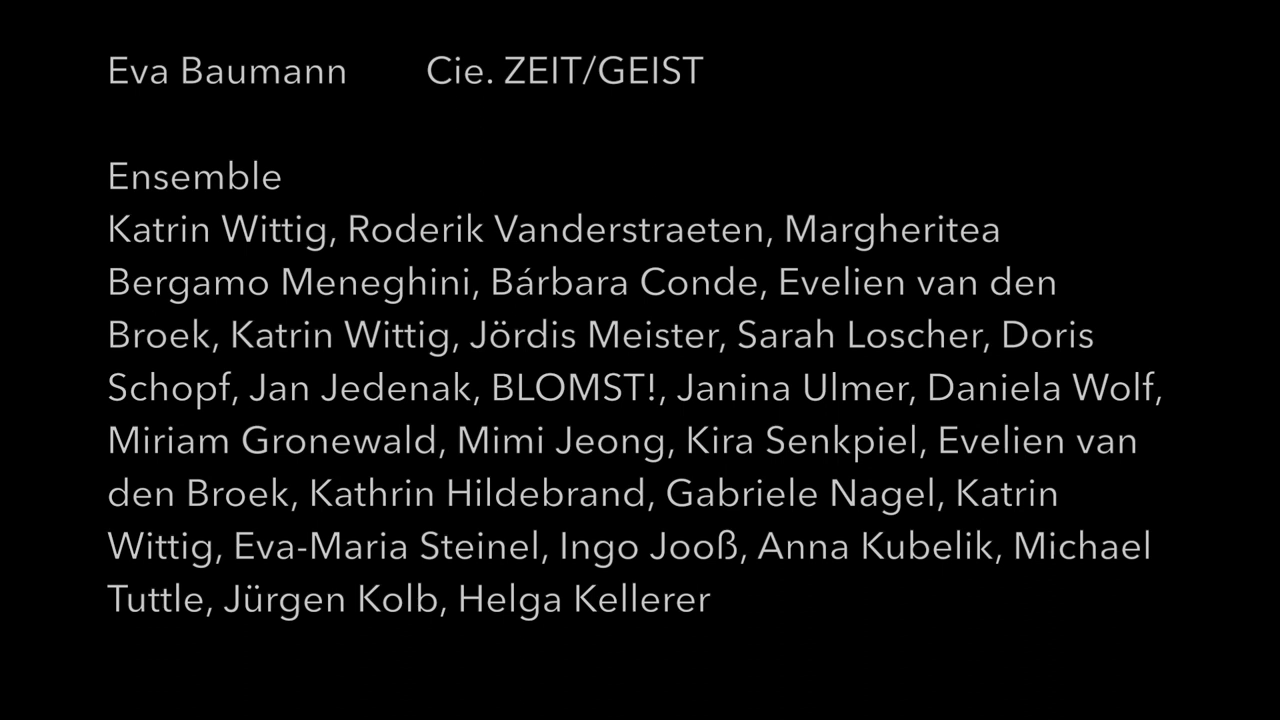 Eva Baumann Cie. ZEIT/GEIST
Ensemble
Katrin Wittig, Roderik Vanderstraeten, Margheritea
Bergamo Meneghini, Bárbara Conde, Evelien van den
Broek, Katrin Wittig, Jördis Meister, Sarah Loscher, Doris
Schopf, Jan Jedenak, BLOMST!, Janina Ulmer, Daniela Wolf,
Miriam Gronewald, Mimi Jeong, Kira Senkpiel, Evelien van
den Broek, Kathrin Hildebrand, Gabriele Nagel, Katrin
Wittig, Eva-Maria Steinel, Ingo Jooß, Anna Kubelik, Michael
Tuttle, Jürgen Kolb, Helga Kellerer